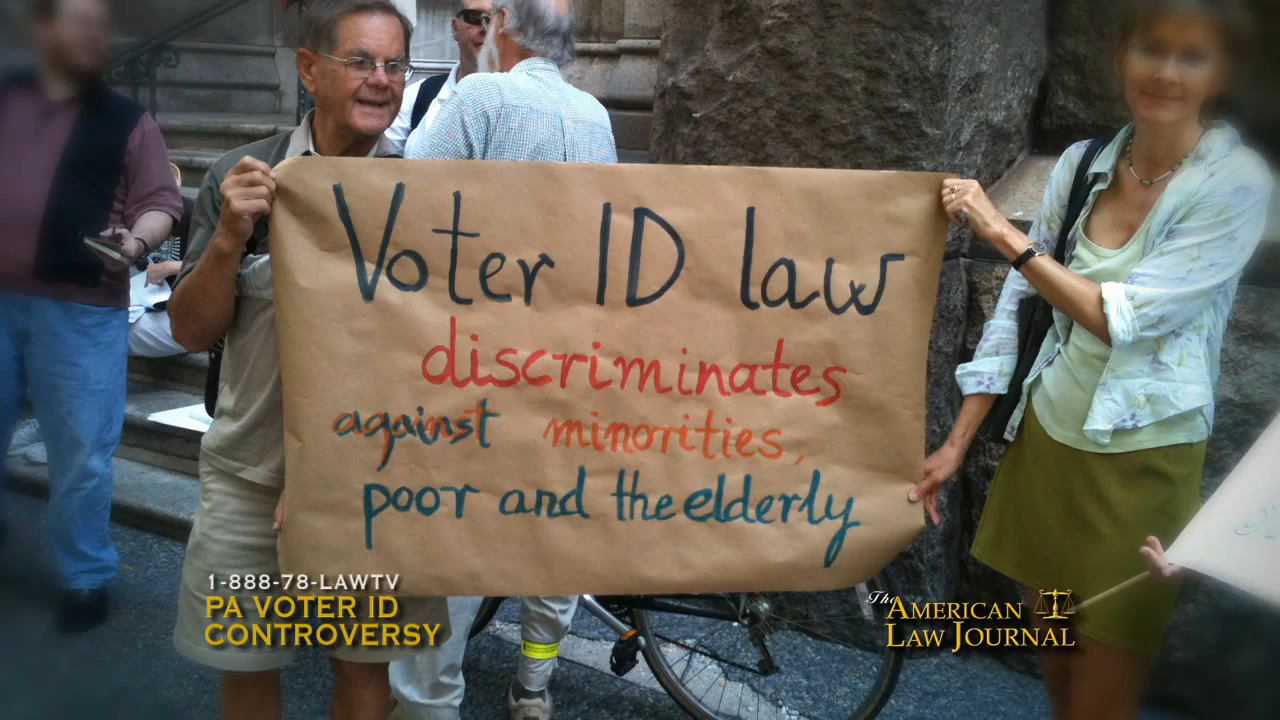 Voter ID law
discriminates
against minorities,
poor and the elderly
1-888-78-LAWTV
PA VOTER ID
CONTROVERSY
The
AMERICAN
LAW JOURNAL